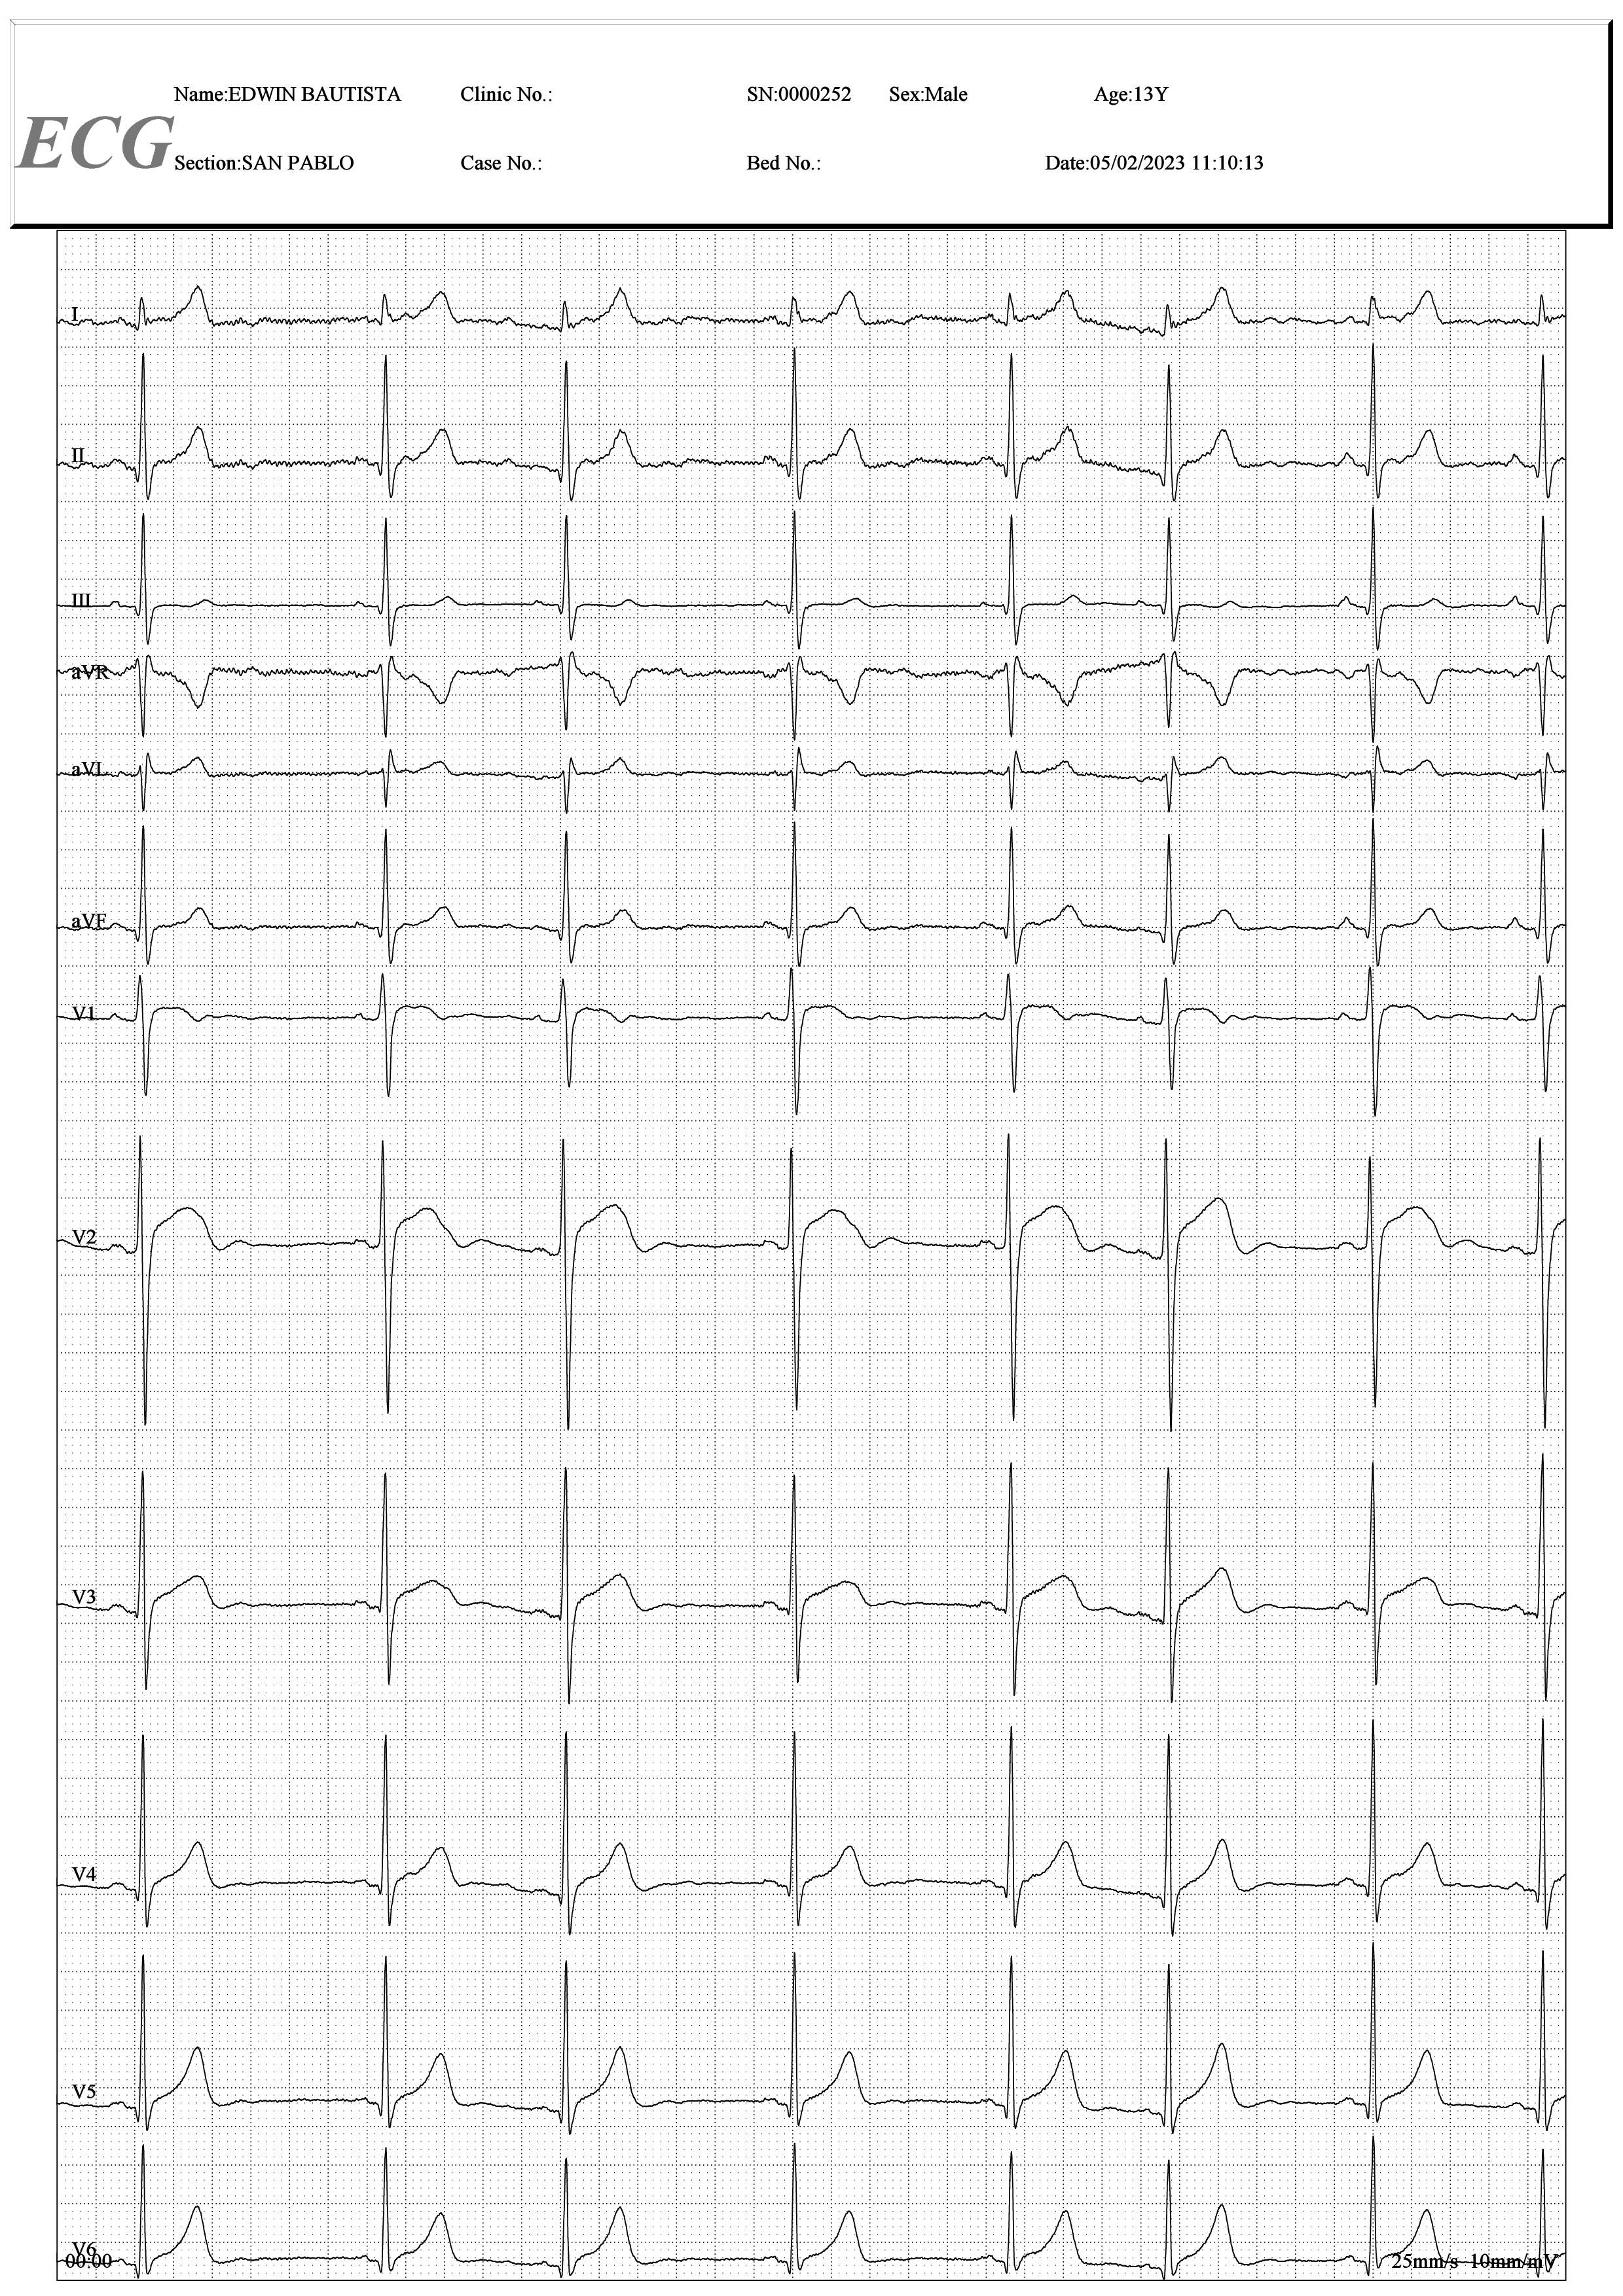 Name:EDWIN BAUTISTA Clinic No.: SN:0000252 Sex:Male Age:13Y
ECG
Section:SAN PABLO Case No.: Bed No.: Date:05/02/2023 11:10:13
I
II
III
aVR
aVL
aVF
V1
V2
V3
V4
V5
V6
00:00 25mm/s 10mm/mV